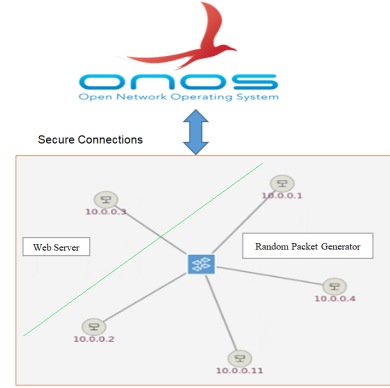 onos
Open Network Operating System
Secure Connections
10.0.0.1
10.0.0.3
Web Server
Random Packet Generator
10.0.0.4
10.0.0.2
10.0.0.11